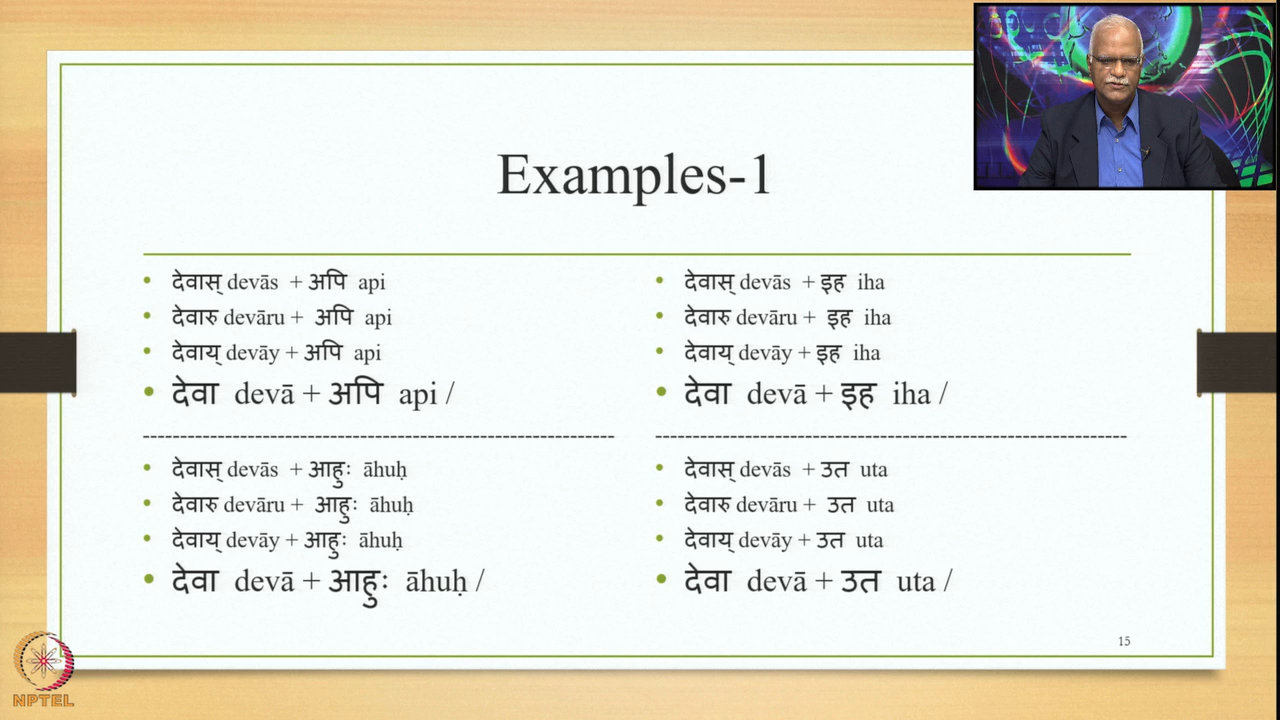 Examples-1
• देवास् devās + अपि api
• देवारु devāru + अपि api
• देवाय् devāy + अपि api
• देवा devā + अपि api /
----------------------------------------------------------------
• देवास् devās + आहुः āhuḥ
• देवारु devāru + आहुः āhuḥ
• देवाय् devāy + आहुः āhuḥ
• देवा devā + आहुः āhuḥ /
• देवास् devās + इह iha
• देवारु devāru + इह iha
• देवाय् devāy + इह iha
• देवा devā + इह iha /
----------------------------------------------------------------
• देवास् devās + उत uta
• देवारु devāru + उत uta
• देवाय् devāy + उत uta
• देवा devā + उत uta /
15
NPTEL